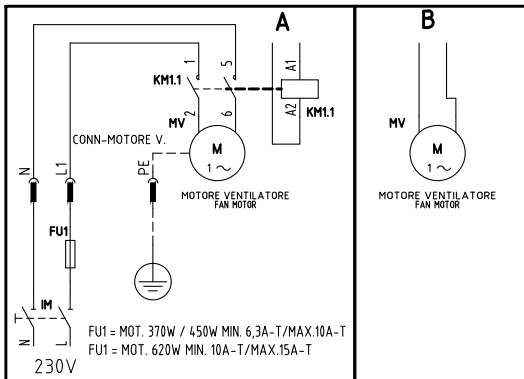 A
B
1
5
KM1.1
A1
A2
KM1.1
2
6
MV
MV
CONN-MOTORE V.
M
1 ~
M
1 ~
N
L1
PE
MOTORE VENTILATORE
FAN MOTOR
MOTORE VENTILATORE
FAN MOTOR
FU1
IM
FU1 = MOT. 370W / 450W MIN. 6,3A-T/MAX.10A-T
FU1 = MOT. 620W MIN. 10A-T/MAX.15A-T
N
L
230V